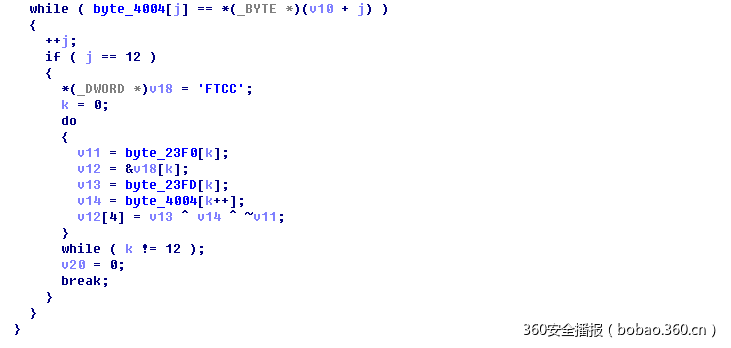 while ( byte_4004[j] == *(_BYTE *)(v10 + j) )
{
++j;
if ( j == 12 )
{
*(_DWORD *)v18 = 'FTCC';
k = 0;
do
{
v11 = byte_23F0[k];
v12 = &v18[k];
v13 = byte_23FD[k];
v14 = byte_4004[k++];
v12[4] = v13 ^ v14 ^ ~v11;
}
while ( k != 12 );
v20 = 0;
break;
}
}
}
360安全播报（bobao.360.cn）